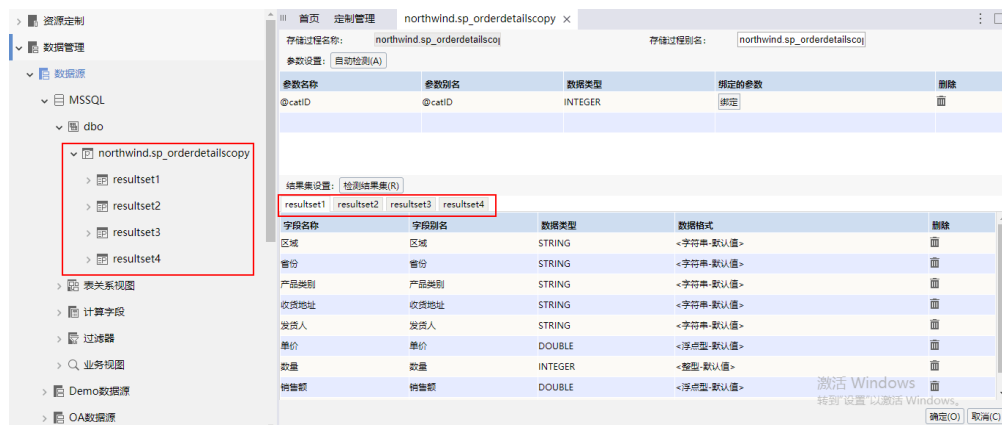 资源定制
数据管理
数据源
MSSQL
dbo
northwind.sp_orderdetailscopy
resultset1
resultset2
resultset3
resultset4
表关系视图
计算字段
过滤器
业务视图
Demo数据源
OA数据源
首页 定制管理 northwind.sp_orderdetailscopy ×
存储过程名称: northwind.sp_orderdetailscop 存储过程别名: northwind.sp_orderdetailscop
参数设置: 自动检测(A)
参数名称 参数别名 数据类型 绑定的参数 删除
@catID @catID INTEGER 绑定
结果集设置: 检测结果集(R)
resultset1 resultset2 resultset3 resultset4
字段名称 字段别名 数据类型 数据格式 删除
区域 区域 STRING <字符串-默认值>
省份 省份 STRING <字符串-默认值>
产品类别 产品类别 STRING <字符串-默认值>
收货地址 收货地址 STRING <字符串-默认值>
发货人 发货人 STRING <字符串-默认值>
单价 单价 DOUBLE <浮点型-默认值>
数量 数量 INTEGER <整型-默认值>
销售额 销售额 DOUBLE <浮点型-默认值>
激活 Windows
转到"设置"以激活 Windows。
确定(O) 取消(C)